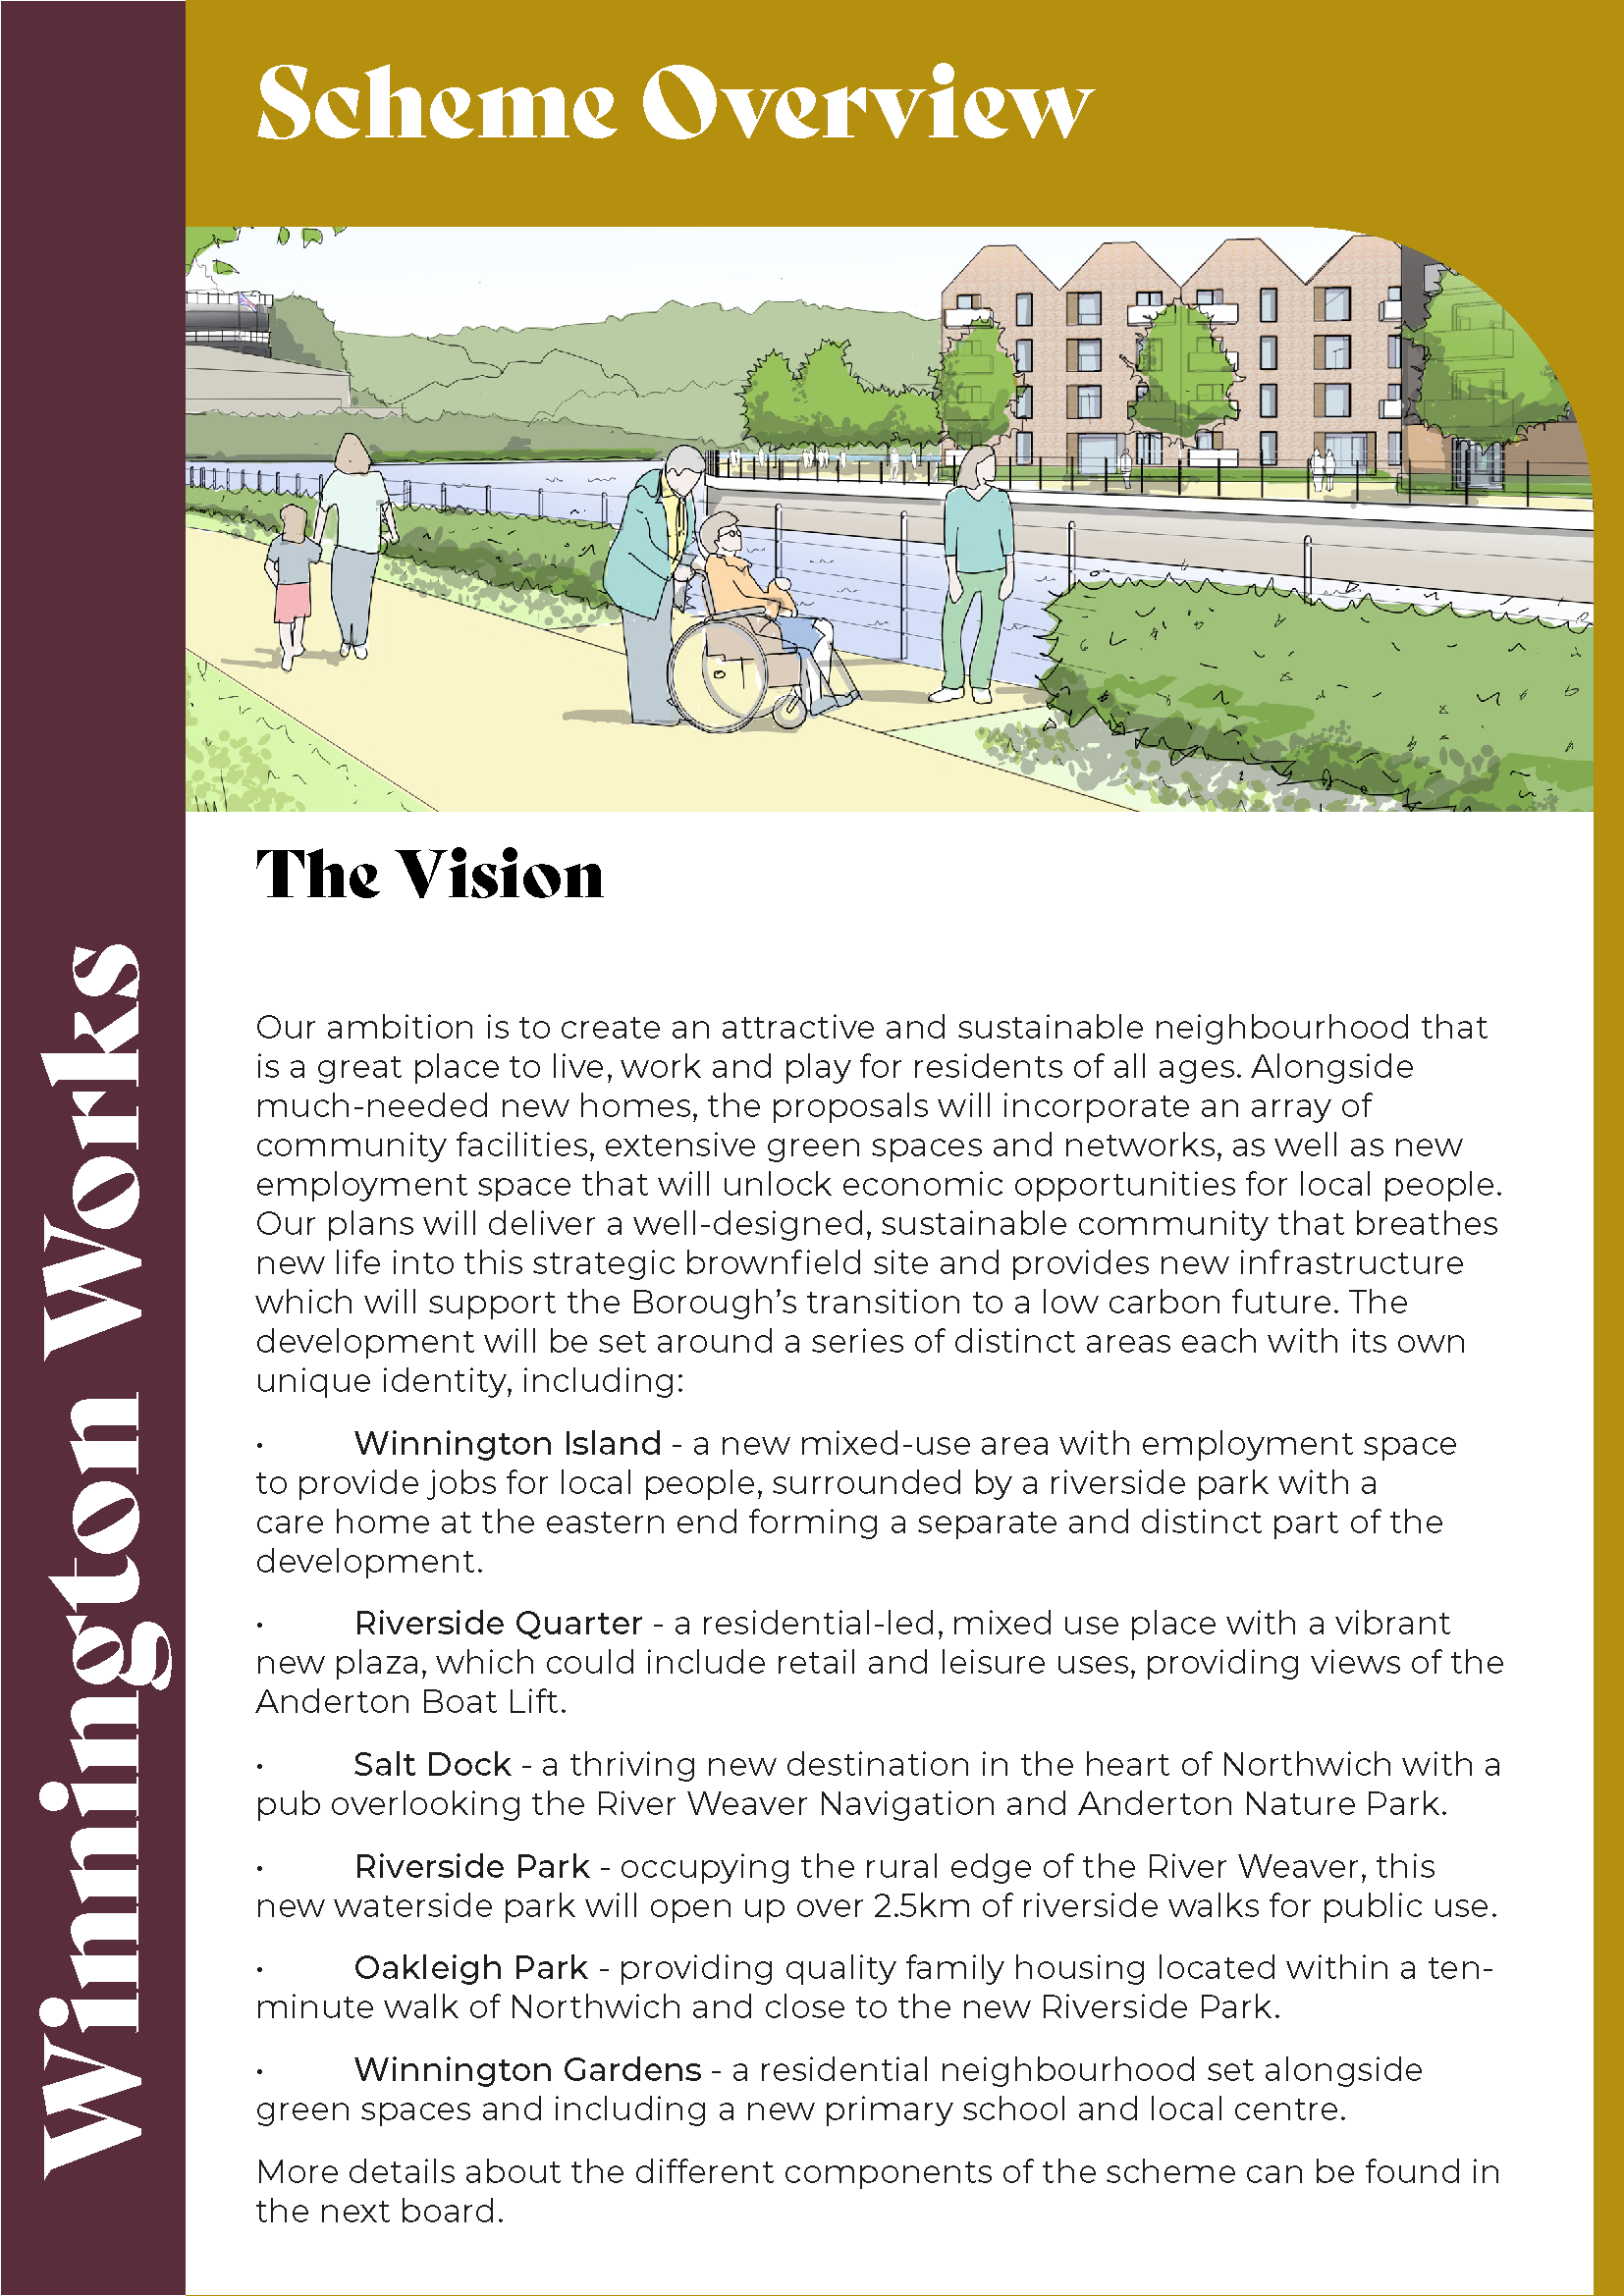 Scheme Overview
Winnington Works
The Vision
Our ambition is to create an attractive and sustainable neighbourhood that
is a great place to live, work and play for residents of all ages. Alongside
much-needed new homes, the proposals will incorporate an array of
community facilities, extensive green spaces and networks, as well as new
employment space that will unlock economic opportunities for local people.
Our plans will deliver a well-designed, sustainable community that breathes
new life into this strategic brownfield site and provides new infrastructure
which will support the Borough’s transition to a low carbon future. The
development will be set around a series of distinct areas each with its own
unique identity, including:
• Winnington Island - a new mixed-use area with employment space
to provide jobs for local people, surrounded by a riverside park with a
care home at the eastern end forming a separate and distinct part of the
development.
• Riverside Quarter - a residential-led, mixed use place with a vibrant
new plaza, which could include retail and leisure uses, providing views of the
Anderton Boat Lift.
• Salt Dock - a thriving new destination in the heart of Northwich with a
pub overlooking the River Weaver Navigation and Anderton Nature Park.
• Riverside Park - occupying the rural edge of the River Weaver, this
new waterside park will open up over 2.5km of riverside walks for public use.
• Oakleigh Park - providing quality family housing located within a ten-
minute walk of Northwich and close to the new Riverside Park.
• Winnington Gardens - a residential neighbourhood set alongside
green spaces and including a new primary school and local centre.
More details about the different components of the scheme can be found in
the next board.